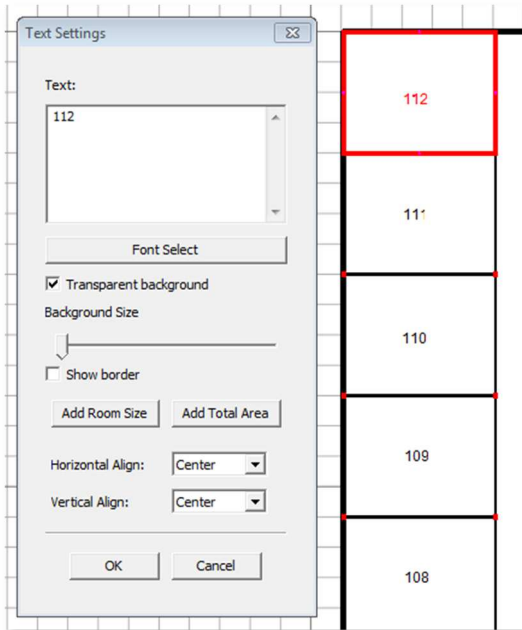 Text Settings
Text:
112
Font Select
Transparent background
Background Size
Show border
Add Room Size
Add Total Area
Horizontal Align:
Center
Vertical Align:
Center
OK
Cancel
112
111
110
109
108